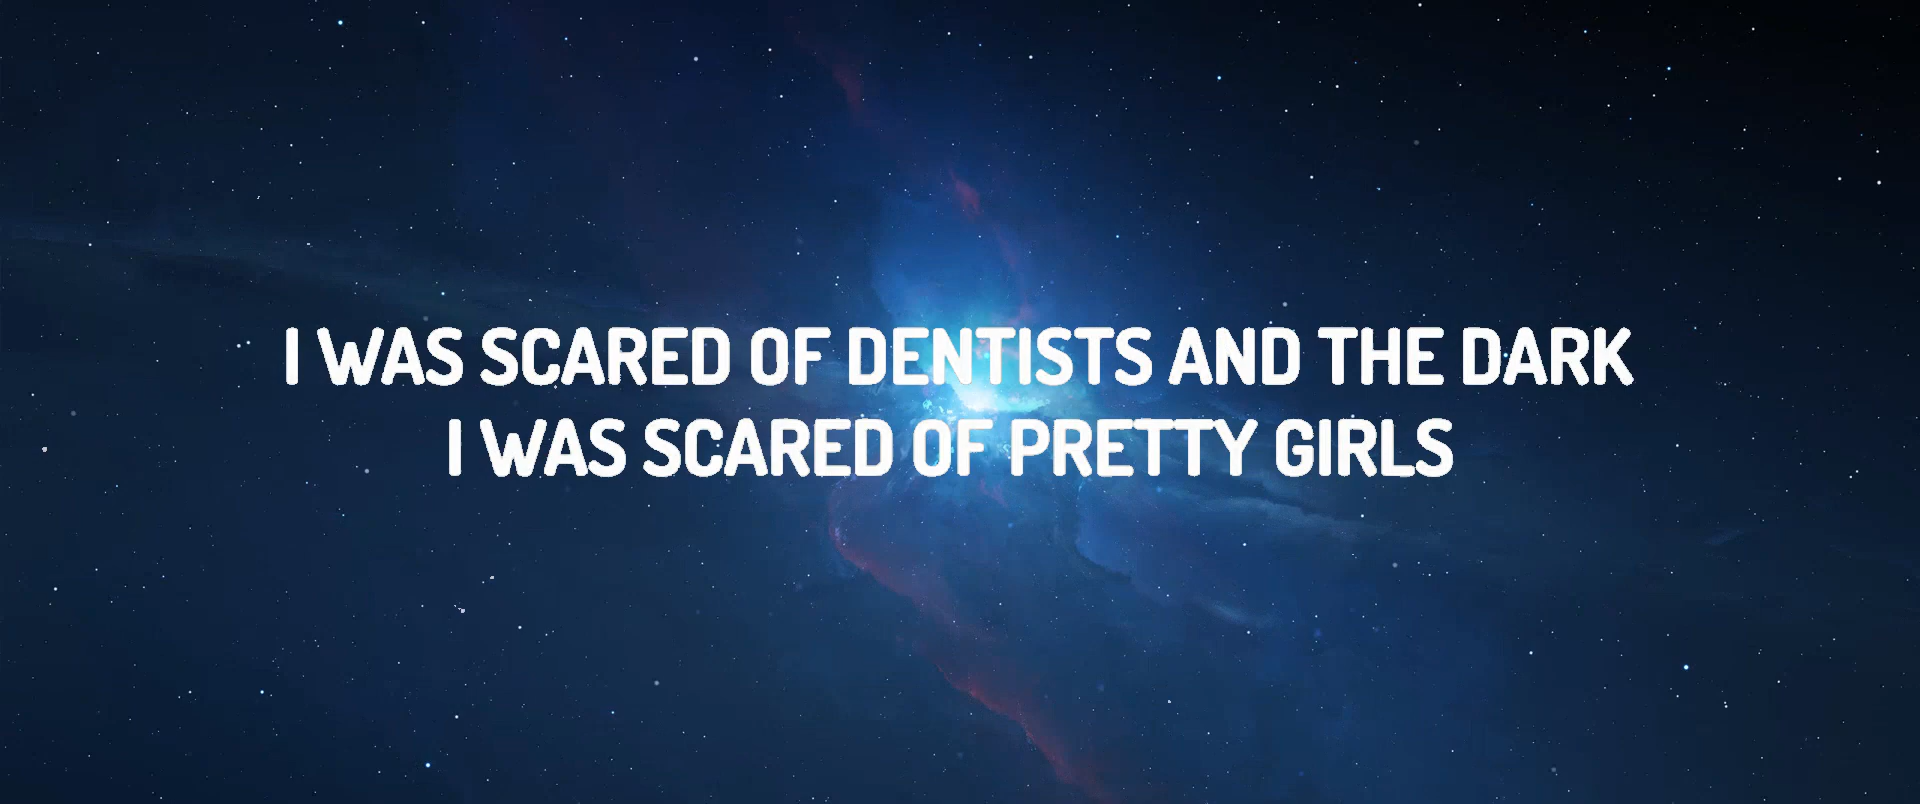 I WAS SCARED OF DENTISTS AND THE DARK
I WAS SCARED OF PRETTY GIRLS